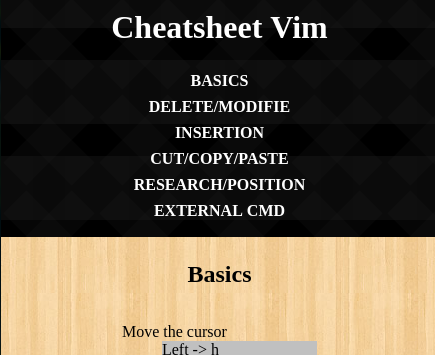 Cheatsheet Vim
BASICS
DELETE/MODIFIE
INSERTION
CUT/COPY/PASTE
RESEARCH/POSITION
EXTERNAL CMD
Basics
Move the cursor
Left -> h